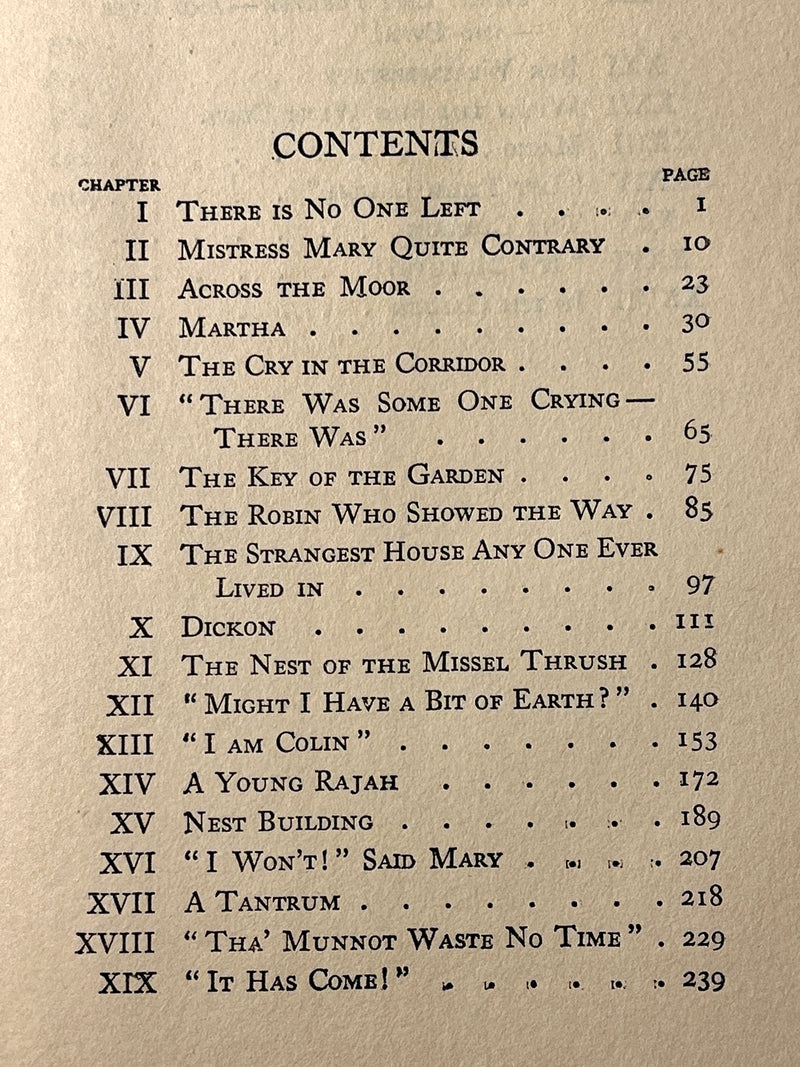 CONTENTS
CHAPTER PAGE
I THERE IS NO ONE LEFT . . . . 1
II MISTRESS MARY QUITE CONTRARY . 10
III ACROSS THE MOOR . . . . . . 23
IV MARTHA . . . . . . . . . 30
V THE CRY IN THE CORRIDOR . . . . 55
VI “THERE WAS SOME ONE CRYING—
THERE WAS” . . . . . . 65
VII THE KEY OF THE GARDEN . . . . 75
VIII THE ROBIN WHO SHOWED THE WAY . 85
IX THE STRANGEST HOUSE ANY ONE EVER
LIVED IN . . . . . . . . 97
X DICKON . . . . . . . . . 111
XI THE NEST OF THE MISSEL THRUSH . 128
XII “MIGHT I HAVE A BIT OF EARTH?” . 140
XIII “I AM COLIN” . . . . . . . 153
XIV A YOUNG RAJAH . . . . . . 172
XV NEST BUILDING . . . . . . . 189
XVI “I WON’T!” SAID MARY . . . . 207
XVII A TANTRUM . . . . . . . . 218
XVIII “THA’ MUNNOT WASTE NO TIME” . 229
XIX “IT HAS COME!” . . . . . . 239